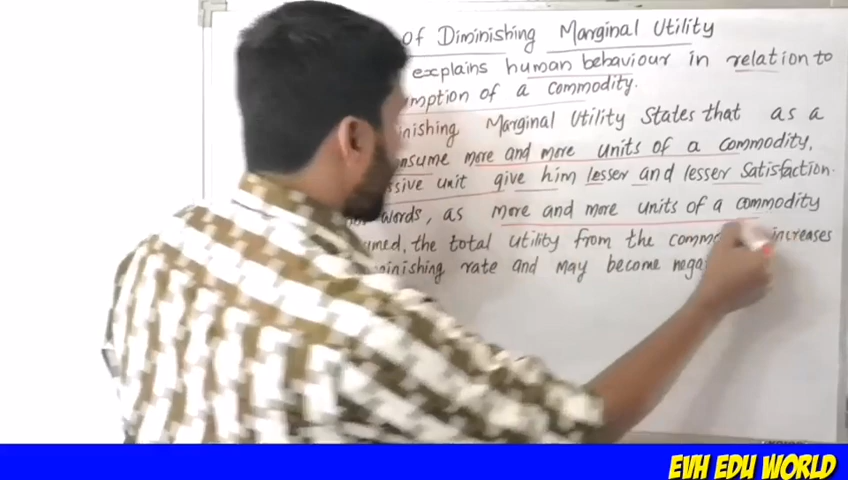 of Diminishing Marginal Utility
explains human behaviour in relation to
mption of a commodity.
inishing Marginal Utility States that as a
onsume more and more units of a commodity,
ssive unit give him lesser and lesser Satisfaction.
words, as more and more units of a commodity
umed, the total utility from the comm increases
minishing rate and may become nega
EVH EDU WORLD